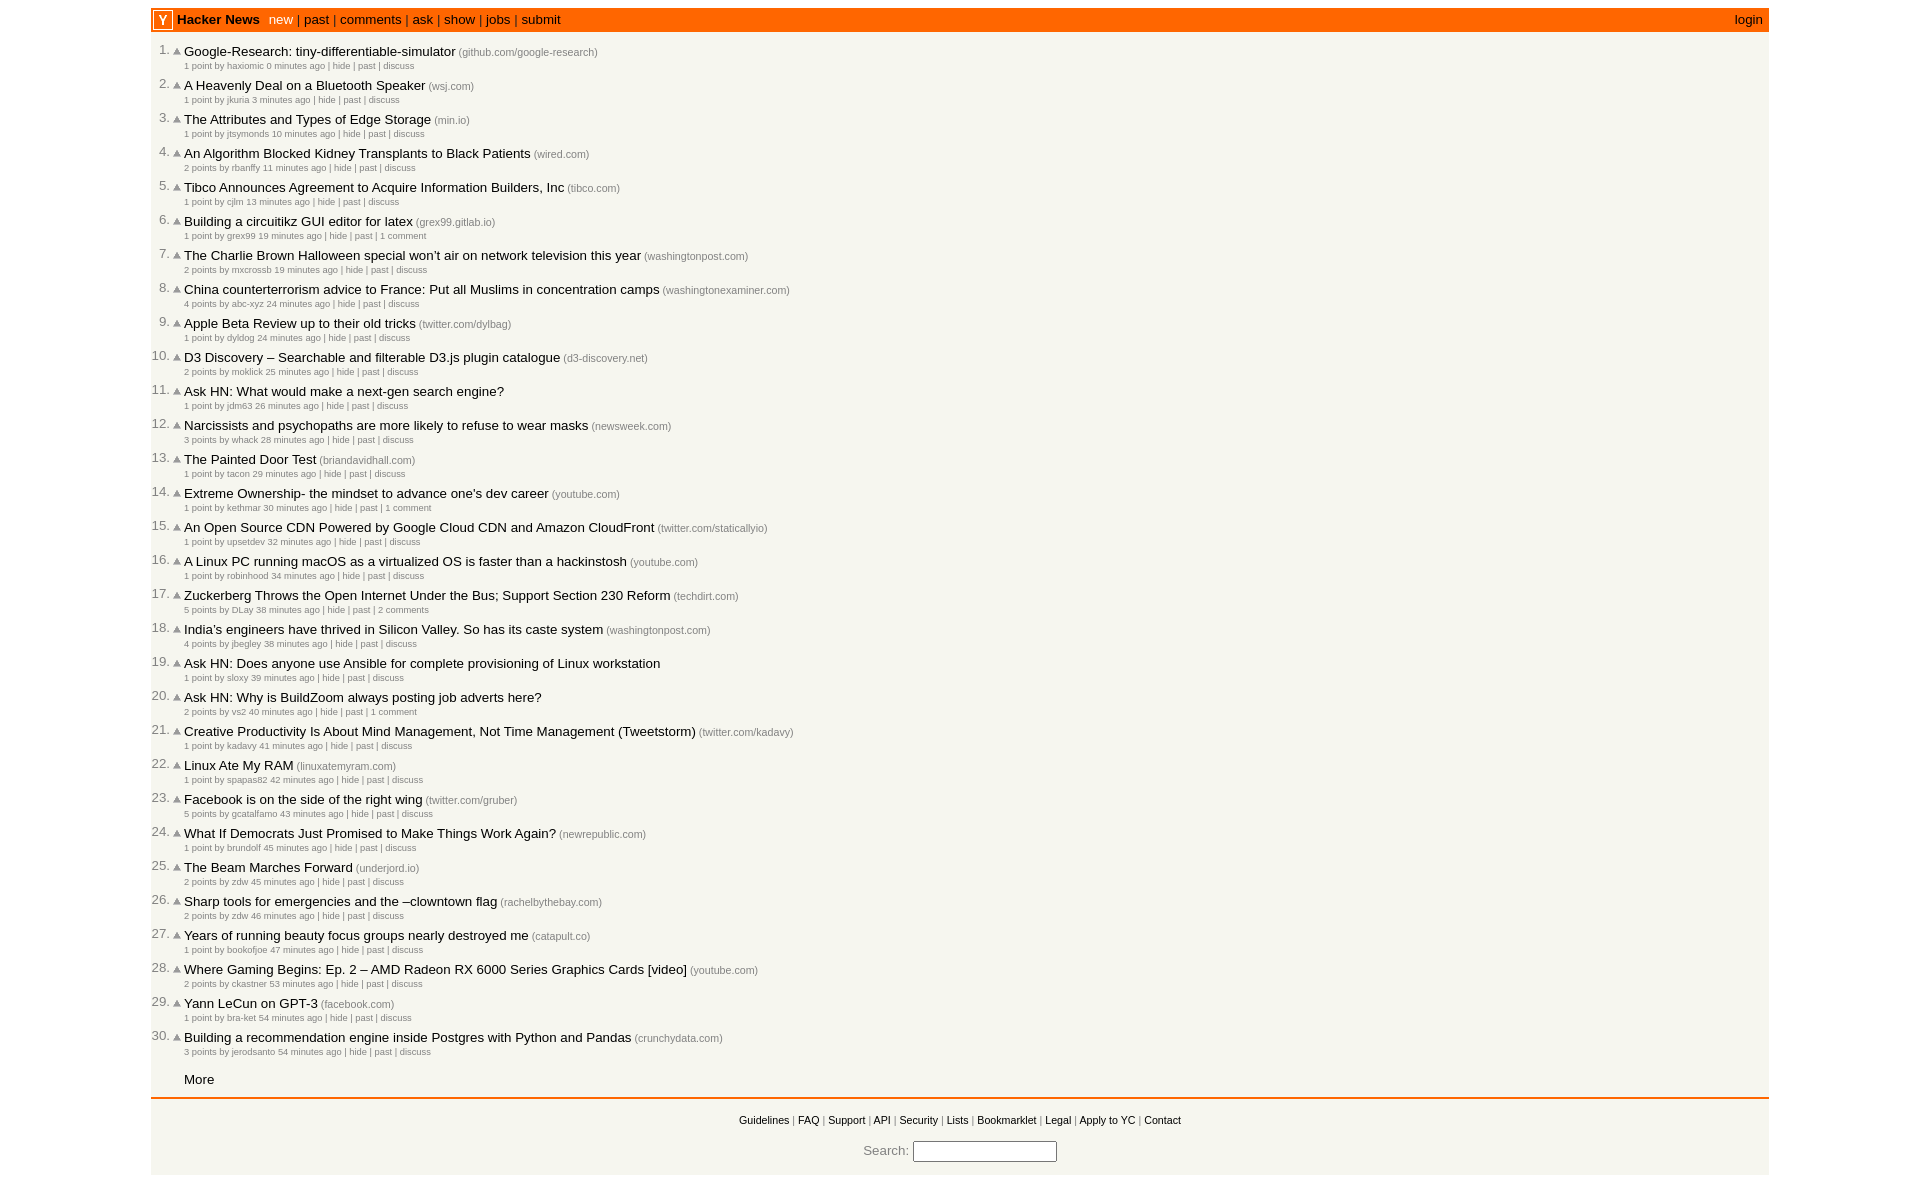 Y Hacker News new | past | comments | ask | show | jobs | submit login
1. Google-Research: tiny-differentiable-simulator (github.com/google-research)
1 point by haxiomic 0 minutes ago | hide | past | discuss
2. A Heavenly Deal on a Bluetooth Speaker (wsj.com)
1 point by jkuria 3 minutes ago | hide | past | discuss
3. The Attributes and Types of Edge Storage (min.io)
1 point by jtsymonds 10 minutes ago | hide | past | discuss
4. An Algorithm Blocked Kidney Transplants to Black Patients (wired.com)
2 points by rbanffy 11 minutes ago | hide | past | discuss
5. Tibco Announces Agreement to Acquire Information Builders, Inc (tibco.com)
1 point by cjlm 13 minutes ago | hide | past | discuss
6. Building a circuitikz GUI editor for latex (grex99.gitlab.io)
1 point by grex99 19 minutes ago | hide | past | 1 comment
7. The Charlie Brown Halloween special won’t air on network television this year (washingtonpost.com)
2 points by mxcrossb 19 minutes ago | hide | past | discuss
8. China counterterrorism advice to France: Put all Muslims in concentration camps (washingtonexaminer.com)
4 points by abc-xyz 24 minutes ago | hide | past | discuss
9. Apple Beta Review up to their old tricks (twitter.com/dylbag)
1 point by dyldog 24 minutes ago | hide | past | discuss
10. D3 Discovery – Searchable and filterable D3.js plugin catalogue (d3-discovery.net)
2 points by moklick 25 minutes ago | hide | past | discuss
11. Ask HN: What would make a next-gen search engine?
1 point by jdm63 26 minutes ago | hide | past | discuss
12. Narcissists and psychopaths are more likely to refuse to wear masks (newsweek.com)
3 points by whack 28 minutes ago | hide | past | discuss
13. The Painted Door Test (briandavidhall.com)
1 point by tacon 29 minutes ago | hide | past | discuss
14. Extreme Ownership- the mindset to advance one's dev career (youtube.com)
1 point by kethmar 30 minutes ago | hide | past | 1 comment
15. An Open Source CDN Powered by Google Cloud CDN and Amazon CloudFront (twitter.com/staticallyio)
1 point by upsetdev 32 minutes ago | hide | past | discuss
16. A Linux PC running macOS as a virtualized OS is faster than a hackinstosh (youtube.com)
1 point by robinhood 34 minutes ago | hide | past | discuss
17. Zuckerberg Throws the Open Internet Under the Bus; Support Section 230 Reform (techdirt.com)
5 points by DLay 38 minutes ago | hide | past | 2 comments
18. India’s engineers have thrived in Silicon Valley. So has its caste system (washingtonpost.com)
4 points by jbegley 38 minutes ago | hide | past | discuss
19. Ask HN: Does anyone use Ansible for complete provisioning of Linux workstation
1 point by sloxy 39 minutes ago | hide | past | discuss
20. Ask HN: Why is BuildZoom always posting job adverts here?
2 points by vs2 40 minutes ago | hide | past | 1 comment
21. Creative Productivity Is About Mind Management, Not Time Management (Tweetstorm) (twitter.com/kadavy)
1 point by kadavy 41 minutes ago | hide | past | discuss
22. Linux Ate My RAM (linuxatemyram.com)
1 point by spapas82 42 minutes ago | hide | past | discuss
23. Facebook is on the side of the right wing (twitter.com/gruber)
5 points by gcatalfamo 43 minutes ago | hide | past | discuss
24. What If Democrats Just Promised to Make Things Work Again? (newrepublic.com)
1 point by brundolf 45 minutes ago | hide | past | discuss
25. The Beam Marches Forward (underjord.io)
2 points by zdw 45 minutes ago | hide | past | discuss
26. Sharp tools for emergencies and the –clowntown flag (rachelbythebay.com)
2 points by zdw 46 minutes ago | hide | past | discuss
27. Years of running beauty focus groups nearly destroyed me (catapult.co)
1 point by bookofjoe 47 minutes ago | hide | past | discuss
28. Where Gaming Begins: Ep. 2 – AMD Radeon RX 6000 Series Graphics Cards [video] (youtube.com)
2 points by ckastner 53 minutes ago | hide | past | discuss
29. Yann LeCun on GPT-3 (facebook.com)
1 point by bra-ket 54 minutes ago | hide | past | discuss
30. Building a recommendation engine inside Postgres with Python and Pandas (crunchydata.com)
3 points by jerodsanto 54 minutes ago | hide | past | discuss
More
Guidelines | FAQ | Support | API | Security | Lists | Bookmarklet | Legal | Apply to YC | Contact
Search: